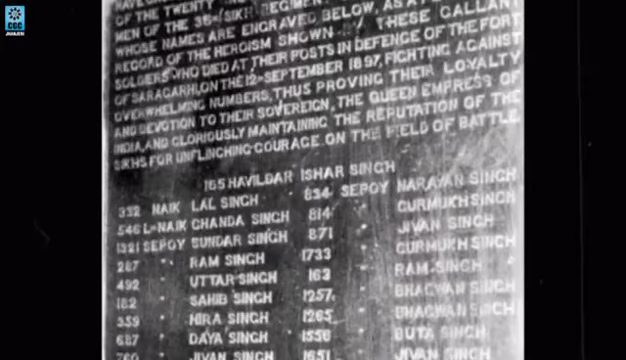 CGC
JHAJJAR
OF THE TWENTY
MEN OF THE 36-(SIKH) REGIMENT
WHOSE NAMES ARE ENGRAVED BELOW, AS A
RECORD OF THE HEROISM SHOWN THESE GALLANT
SOLDIERS WHO DIED AT THEIR POSTS IN DEFENCE OF THE FORT
OF SARAGARHI, ON THE 12- SEPTEMBER 1897, FIGHTING AGAINST
OVERWHELMING NUMBERS, THUS PROVING THEIR LOYALTY
AND DEVOTION TO THEIR SOVEREIGN, THE QUEEN EMPRESS OF
INDIA, AND GLORIOUSLY MAINTAINING THE REPUTATION OF THE
SIKHS FOR UNFLINCHING COURAGE ON THE FIELD OF BATTLE.
165 HAVILDAR ISHAR SINGH
332 NAIK LAL SINGH 834 SEPOY NARAYAN SINGH
546 L-NAIK CHANDA SINGH 814 " GURMUKH SINGH
1321 SEPOY SUNDAR SINGH 871 " JIVAN SINGH
287 " RAM SINGH 1733 " GURMUKH SINGH
492 " UTTAR SINGH 163 " RAM SINGH
182 " SAHIB SINGH 1257 " BHAGWAN SINGH
359 " HIRA SINGH 1265 " BHAGWAN SINGH
687 " DAYA SINGH 1556 " BUTA SINGH
760 " JIVAN SINGH 1651 " JIVAN SINGH